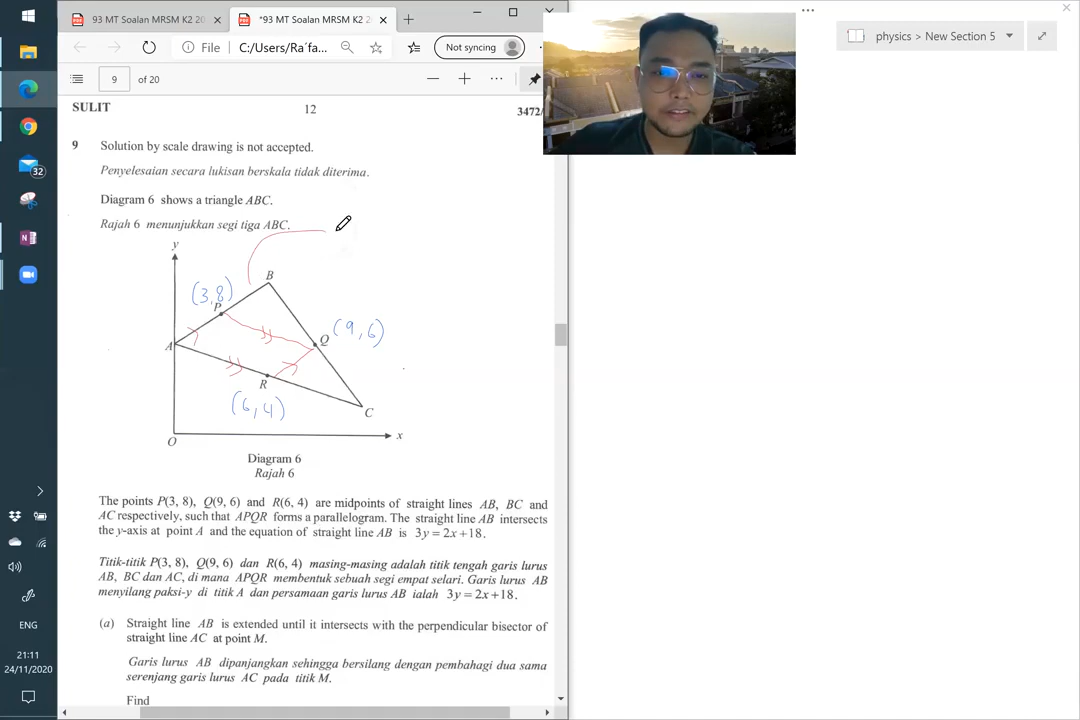 93 MT Soalan MRSM K2 20
*93 MT Soalan MRSM K2 20
File
C:/Users/Ra´fa...
Not syncing
physics > New Section 5
9
of 20
SULIT
12
3472/
9
Solution by scale drawing is not accepted.
Penyelesaian secara lukisan berskala tidak diterima.
Diagram 6 shows a triangle ABC.
Rajah 6 menunjukkan segi tiga ABC.
y
B
(3,8)
P
Q
(9,6)
A
R
(6,4)
C
O
x
Diagram 6
Rajah 6
The points P(3, 8), Q(9, 6) and R(6, 4) are midpoints of straight lines AB, BC and
AC respectively, such that APQR forms a parallelogram. The straight line AB intersects
the y-axis at point A and the equation of straight line AB is 3y = 2x + 18.
Titik-titik P(3, 8), Q(9, 6) dan R(6, 4) masing-masing adalah titik tengah garis lurus
AB, BC dan AC, di mana APQR membentuk sebuah segi empat selari. Garis lurus AB
menyilang paksi-y di titik A dan persamaan garis lurus AB ialah 3y = 2x + 18.
(a) Straight line AB is extended until it intersects with the perpendicular bisector of
straight line AC at point M.
Garis lurus AB dipanjangkan sehingga bersilang dengan pembahagi dua sama
serenjang garis lurus AC pada titik M.
Find
32
ENG
21:11
24/11/2020